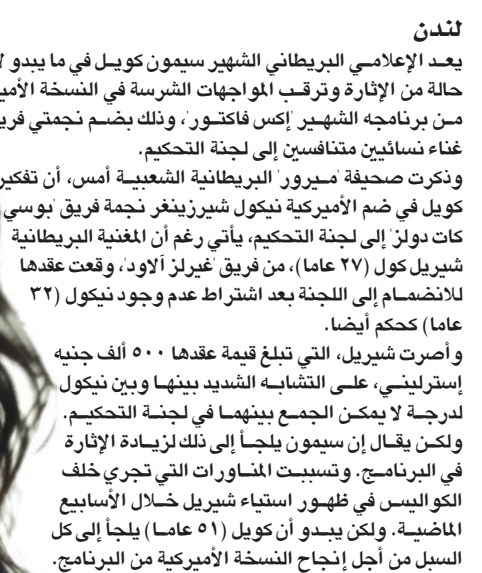 لندن
يعد الإعلامي البريطاني الشهير سيمون كويل في ما يبدو
حالة من الإثارة وترقب المواجهات الشرسة في النسخة
من برنامجه الشهير 'إكس فاكتور'، وذلك بضم نجمتي
غناء نسائيين متنافسين إلى لجنة التحكيم.
وذكرت صحيفة 'ميرور' البريطانية الشعبية أمس، أن تفكير
كويل في ضم الأميركية نيكول شيرزينغر نجمة فريق 'بوسي
كات دولز' إلى لجنة التحكيم، يأتي رغم أن المغنية البريطانية
شيريل كول (٢٧ عاما)، من فريق 'غيرلز آلاود'، وقعت عقدها
للانضمام إلى اللجنة بعد اشتراط عدم وجود نيكول (٣٢
عاما) كحكم أيضا.
وأصرت شيريل، التي تبلغ قيمة عقدها ٥٠٠ ألف جنيه
إسترليني، على التشابه الشديد بينها وبين نيكول
لدرجة لا يمكن الجمع بينهما في لجنة التحكيم.
ولكن يقال إن سيمون يلجأ إلى ذلك لزيادة الإثارة
في البرنامج. وتسببت المناورات التي تجري خلف
الكواليس في ظهور استياء شيريل خلال الأسابيع
الماضية. ولكن يبدو أن كويل (٥١ عاما) يلجأ إلى كل
السبل من أجل إنجاح النسخة الأميركية من البرنامج.